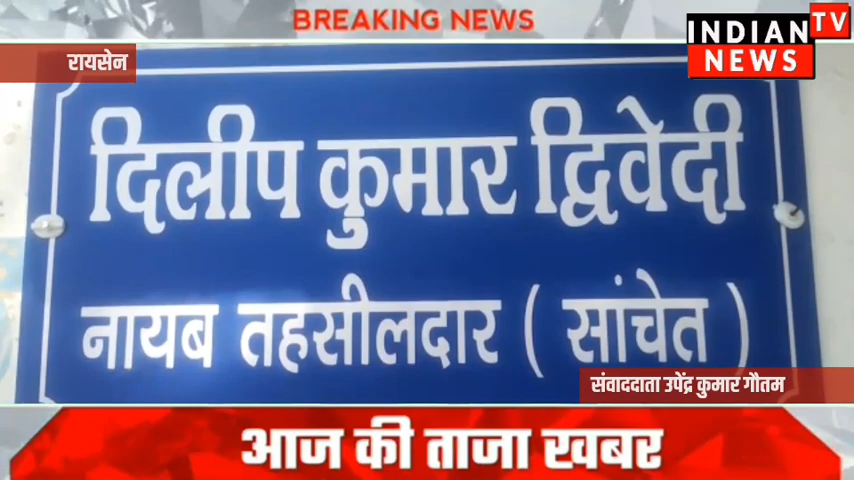 BREAKING NEWS
INDIAN TV
NEWS
रायसेन
दिलीप कुमार द्विवेदी
नायब तहसीलदार ( सांचेत )
संवाददाता उपेंद्र कुमार गौतम
आज की ताजा खबर